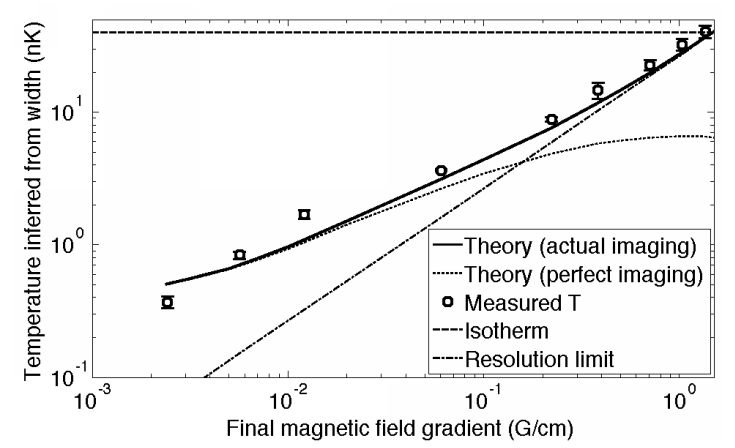 Temperature inferred from width (nK)
10^1
10^0
10^-1
10^-3
10^-2
10^-1
10^0
Final magnetic field gradient (G/cm)
Theory (actual imaging)
Theory (perfect imaging)
Measured T
Isotherm
Resolution limit